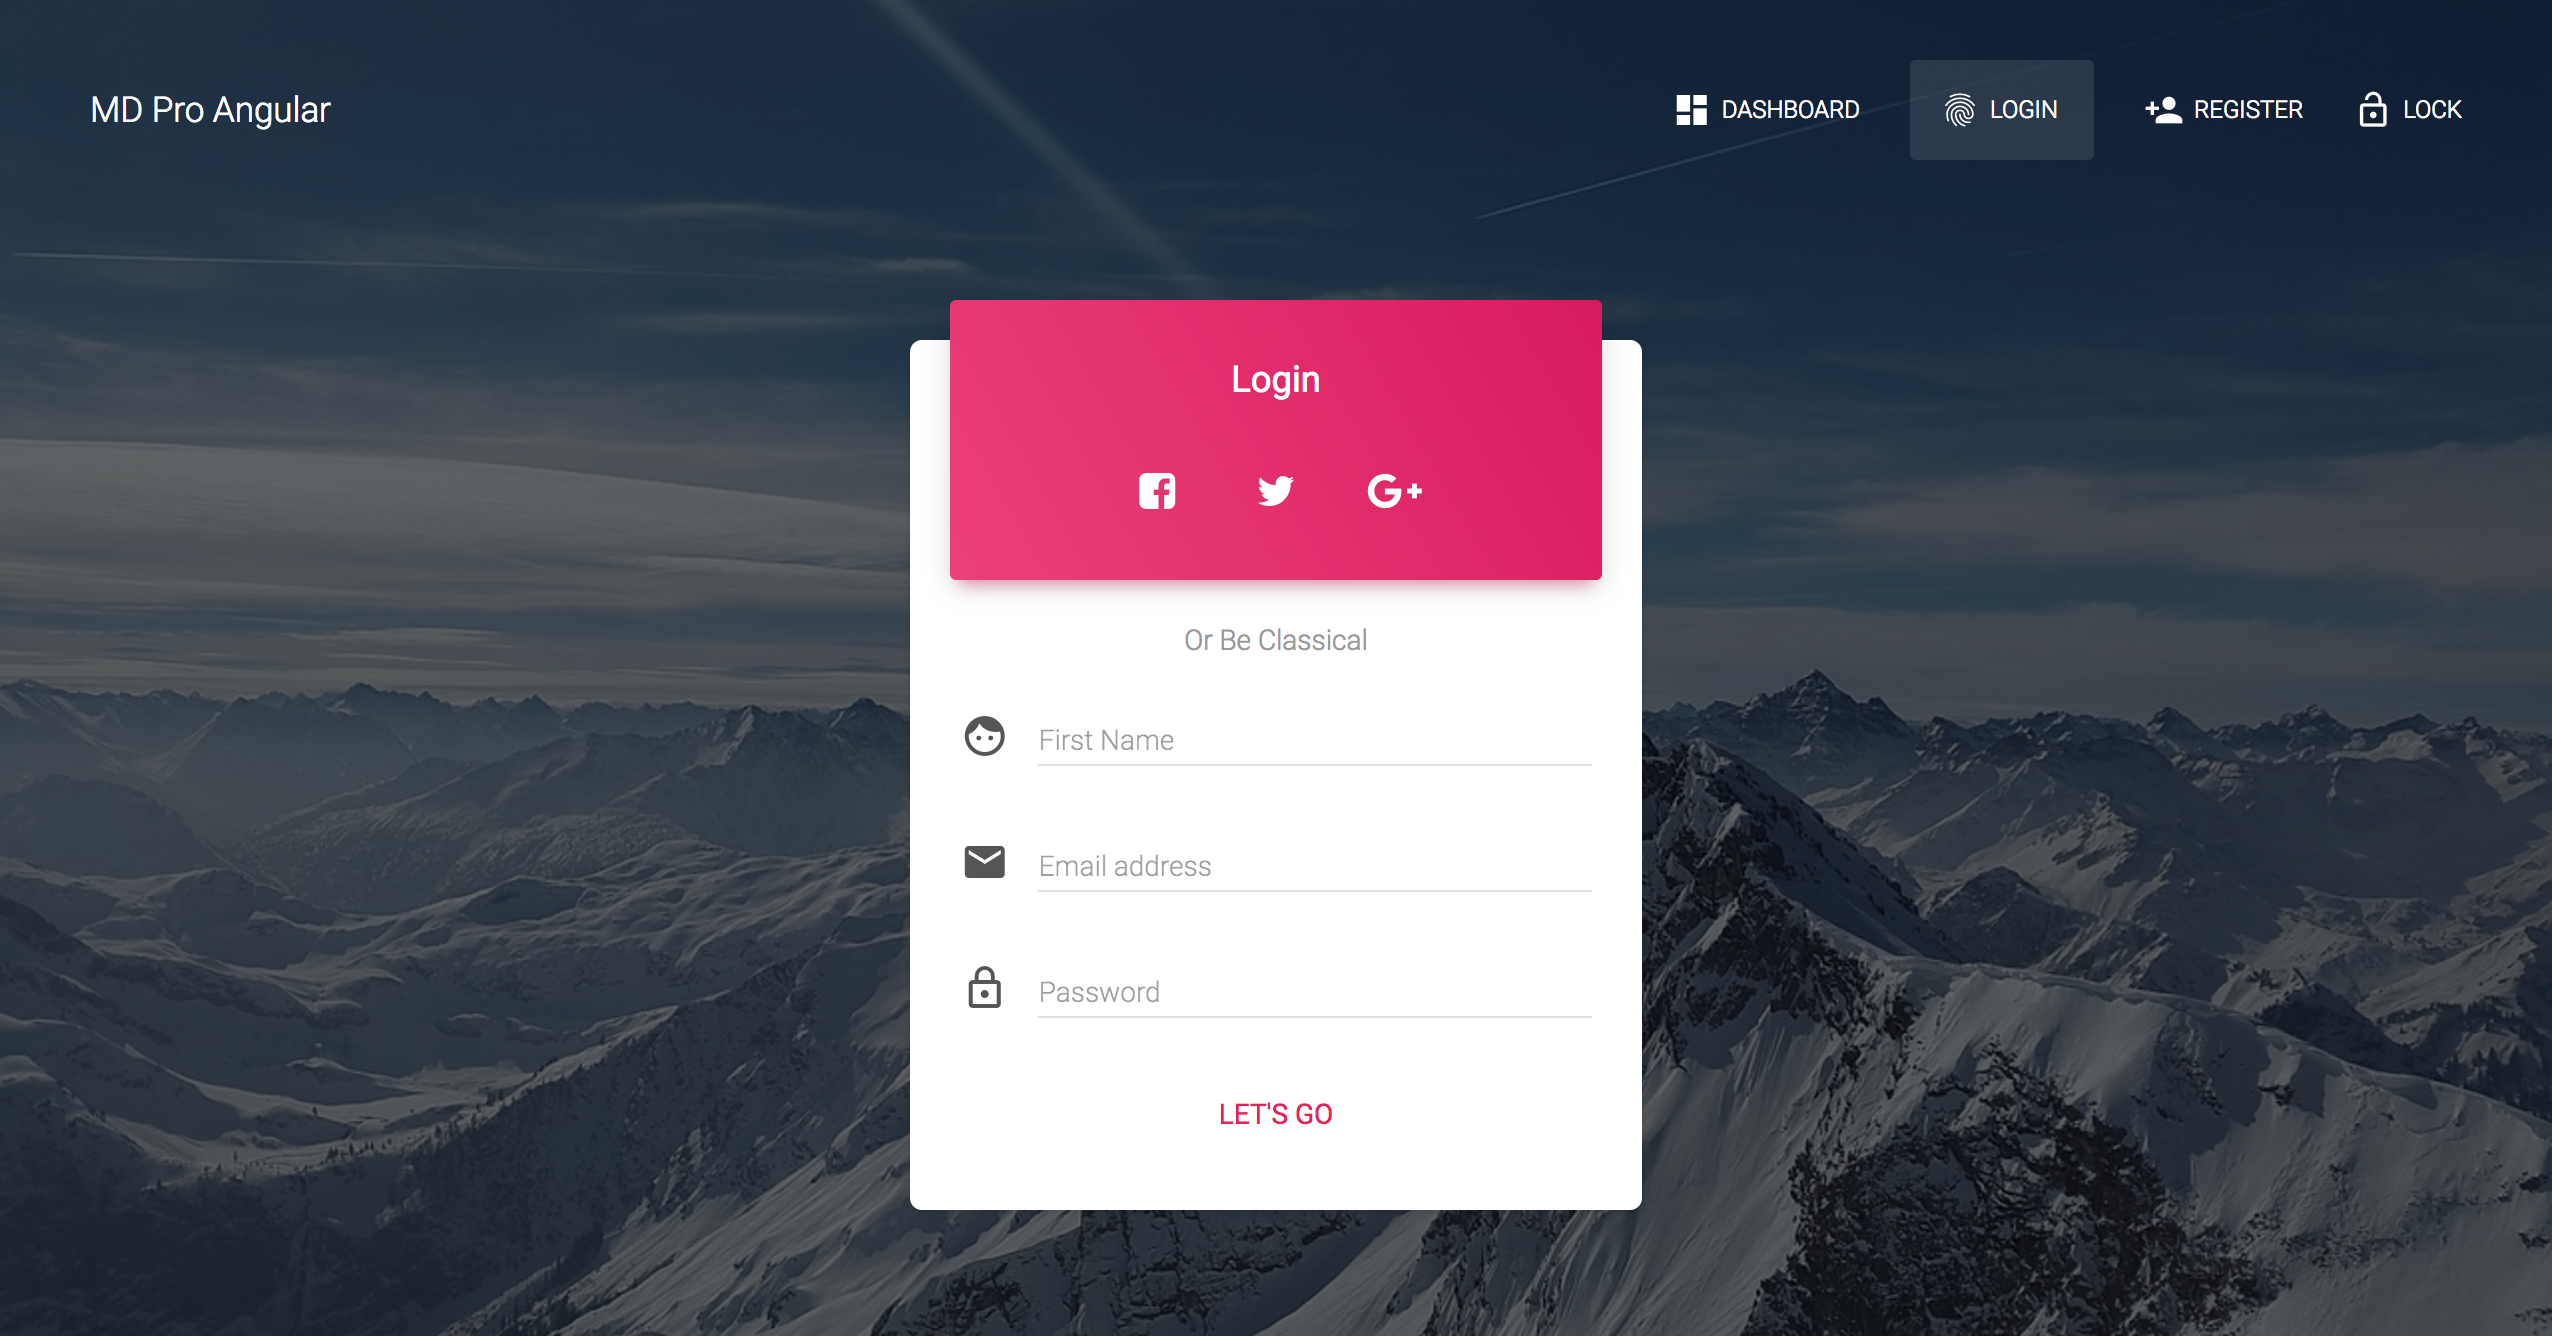 MD Pro Angular
DASHBOARD
LOGIN
REGISTER
LOCK
Login
Or Be Classical
First Name
Email address
Password
LET'S GO